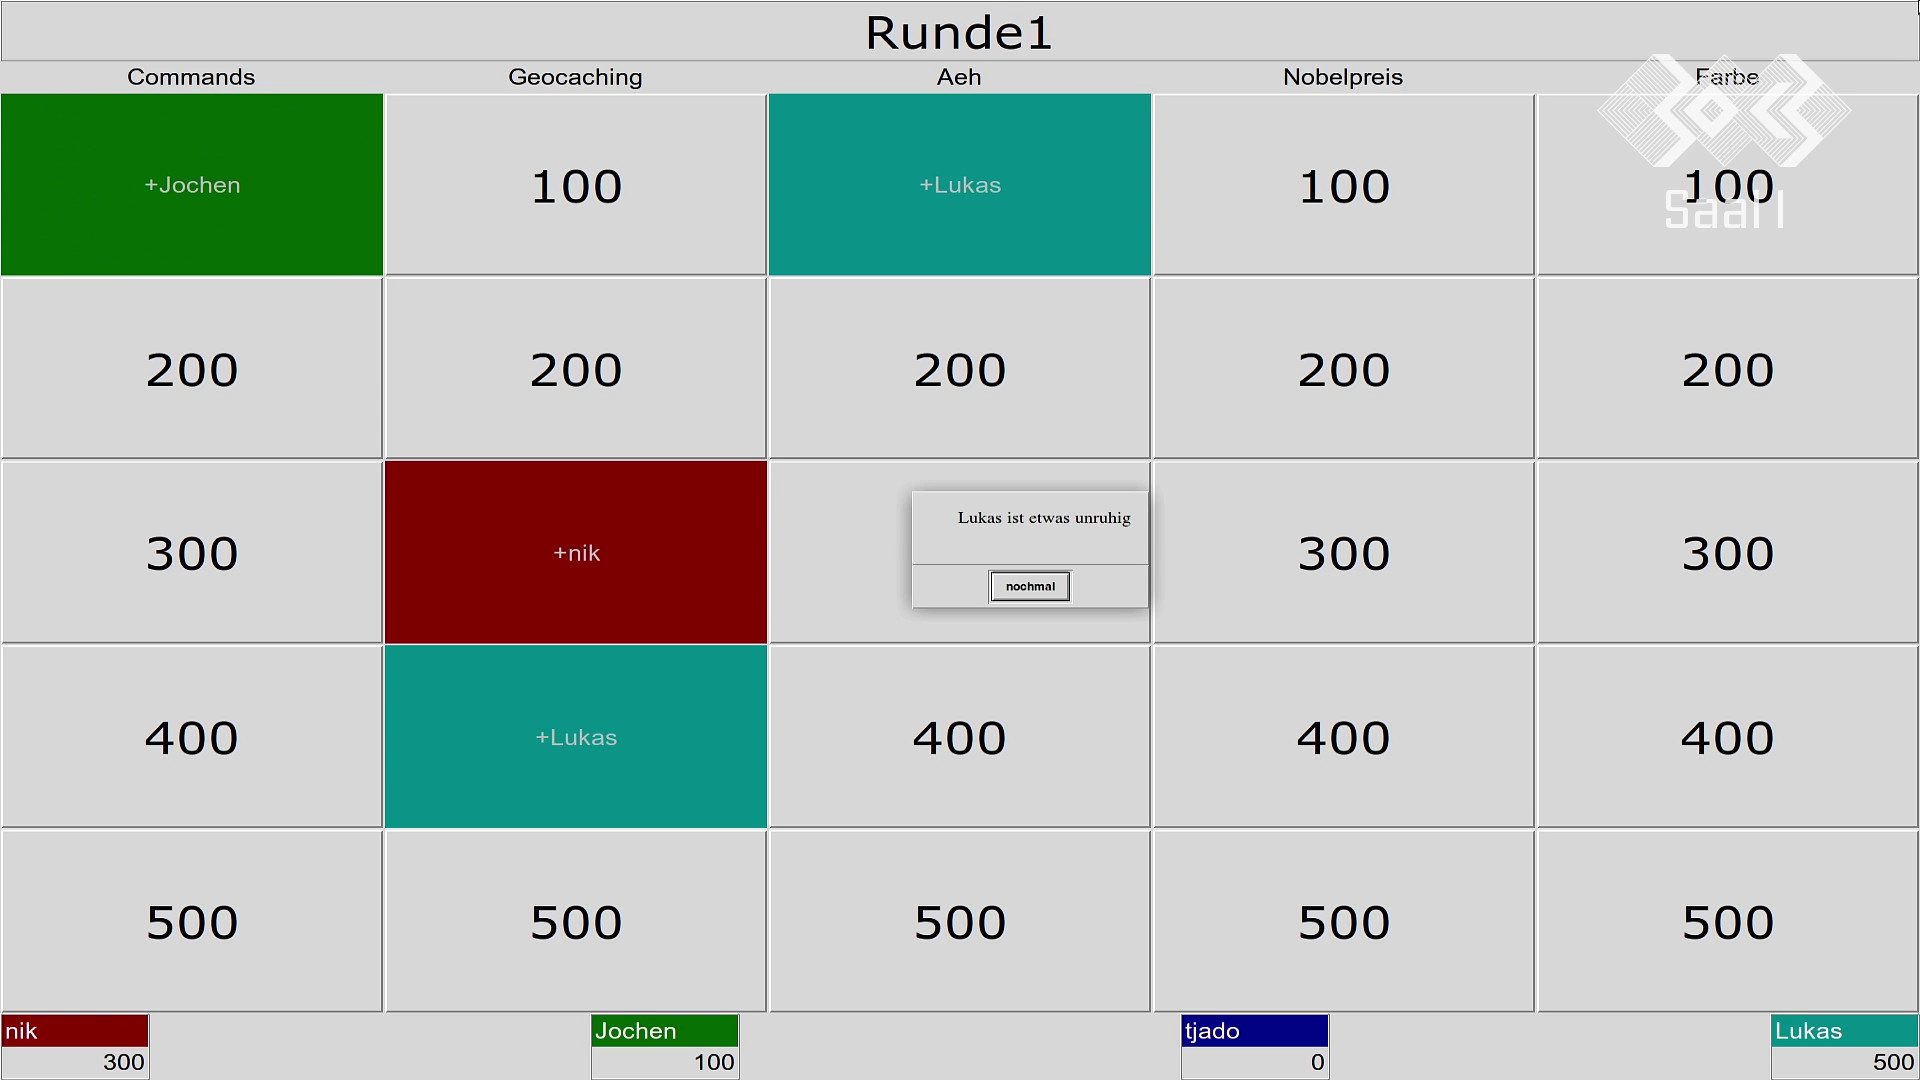 Runde1
Commands Geocaching Aeh Nobelpreis Farbe
+Jochen 100 +Lukas 100 100
Saal 1
200 200 200 200 200
300 +nik 300 300
Lukas ist etwas unruhig
nochmal
400 +Lukas 400 400 400
500 500 500 500 500
nik Jochen tjado Lukas
300 100 0 500